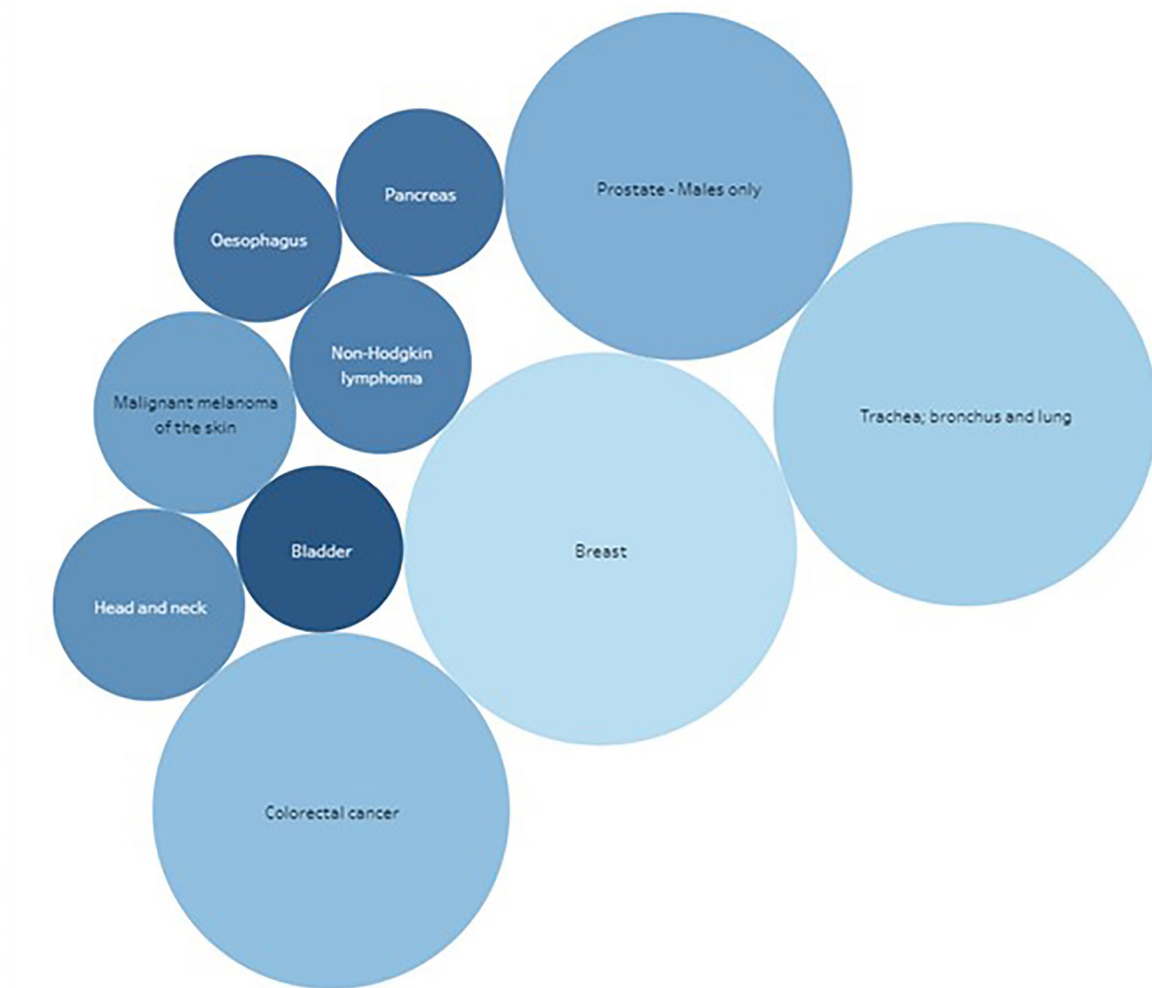 Prostate - Males only
Pancreas
Oesophagus
Non-Hodgkin
lymphoma
Malignant melanoma
of the skin
Trachea; bronchus and lung
Bladder
Breast
Head and neck
Colorectal cancer